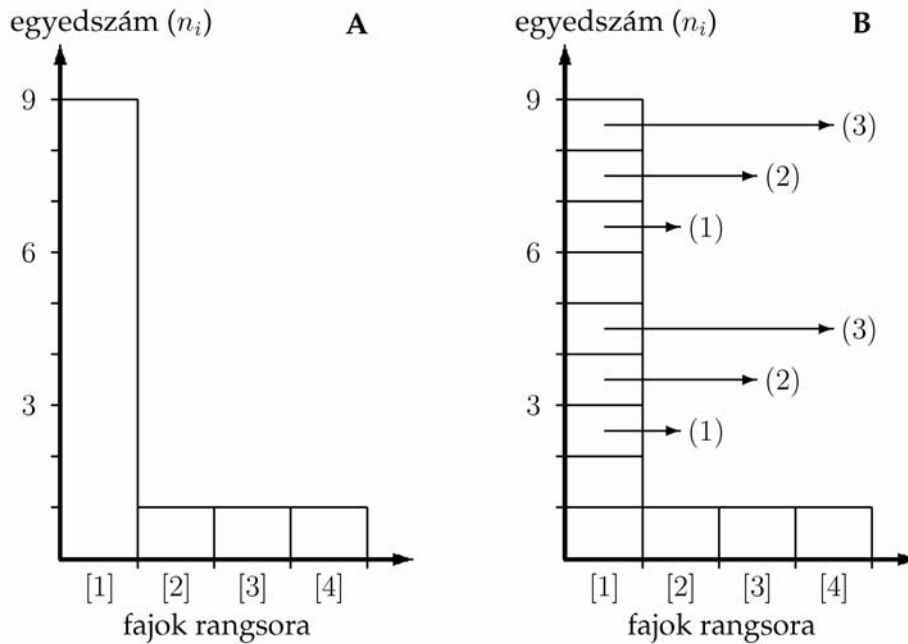 egyedszám (nᵢ) A
9
6
3
[1] [2] [3] [4]
fajok rangsora
egyedszám (nᵢ) B
9
(3)
(2)
(1)
6
(3)
(2)
3
(1)
[1] [2] [3] [4]
fajok rangsora